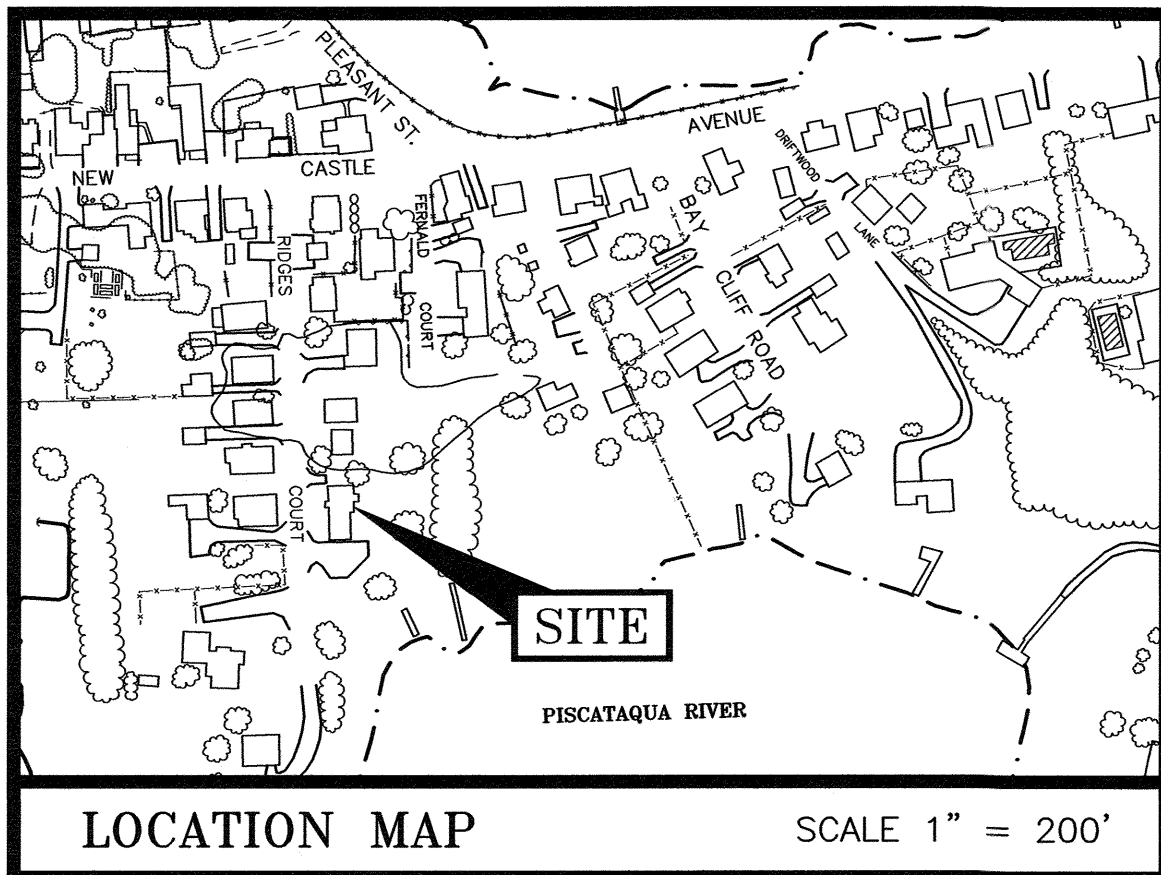 PLEASANT ST.
AVENUE
DRIFTWOOD
NEW
CASTLE
FERNALD
BAY
RIDGES
LANE
COURT
CLIFF
ROAD
COURT
SITE
PISCATAQUA RIVER
LOCATION MAP
SCALE 1" = 200'